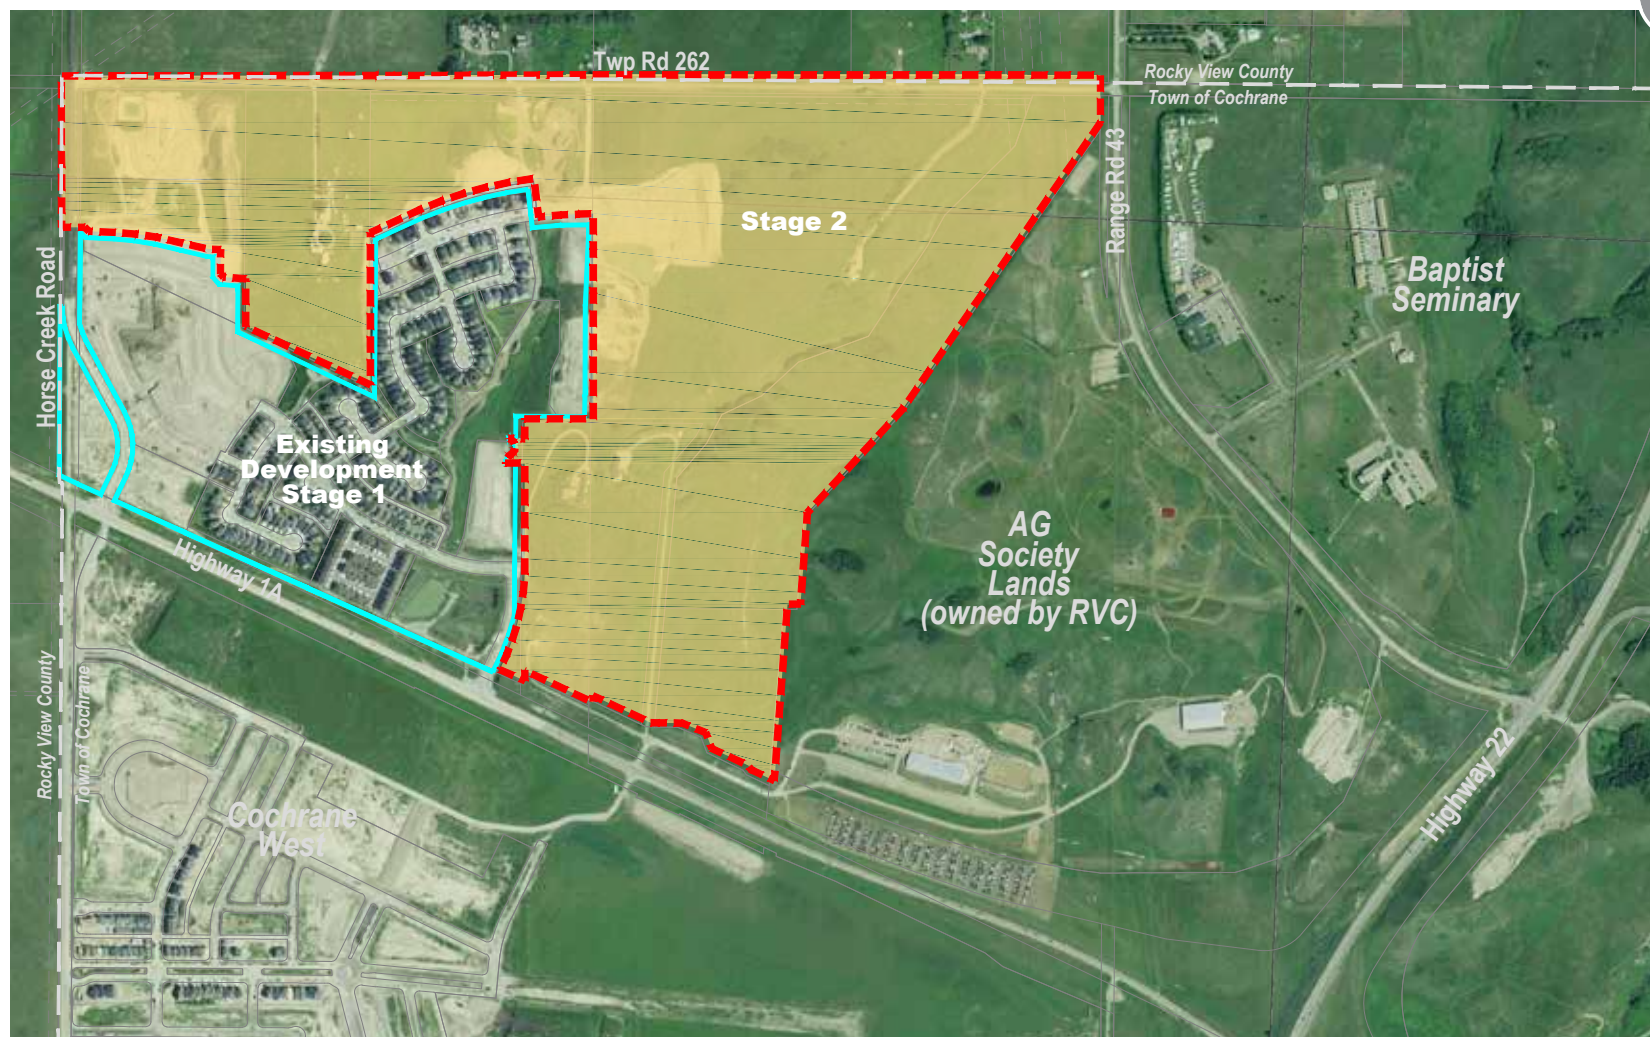 Twp Rd 262
Rocky View County
Town of Cochrane
Range Rd 43
Stage 2
Baptist
Seminary
Horse Creek Road
Existing
Development
Stage 1
AG
Society
Lands
(owned by RVC)
Highway 1A
Rocky View County
Town of Cochrane
Cochrane
West
Highway 22